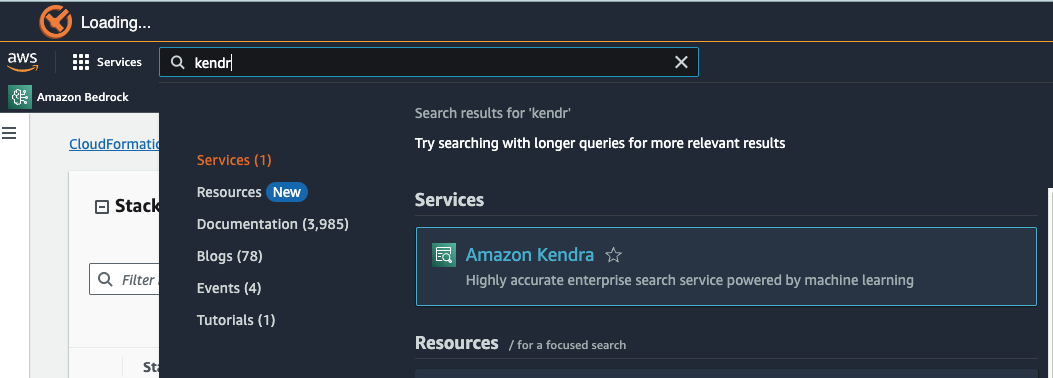 Loading...
aws
Services
kendr
Amazon Bedrock
CloudFormatio
Stack
Filter
Sta
Services (1)
Resources New
Documentation (3,985)
Blogs (78)
Events (4)
Tutorials (1)
Search results for 'kendr'
Try searching with longer queries for more relevant results
Services
Amazon Kendra
Highly accurate enterprise search service powered by machine learning
Resources / for a focused search